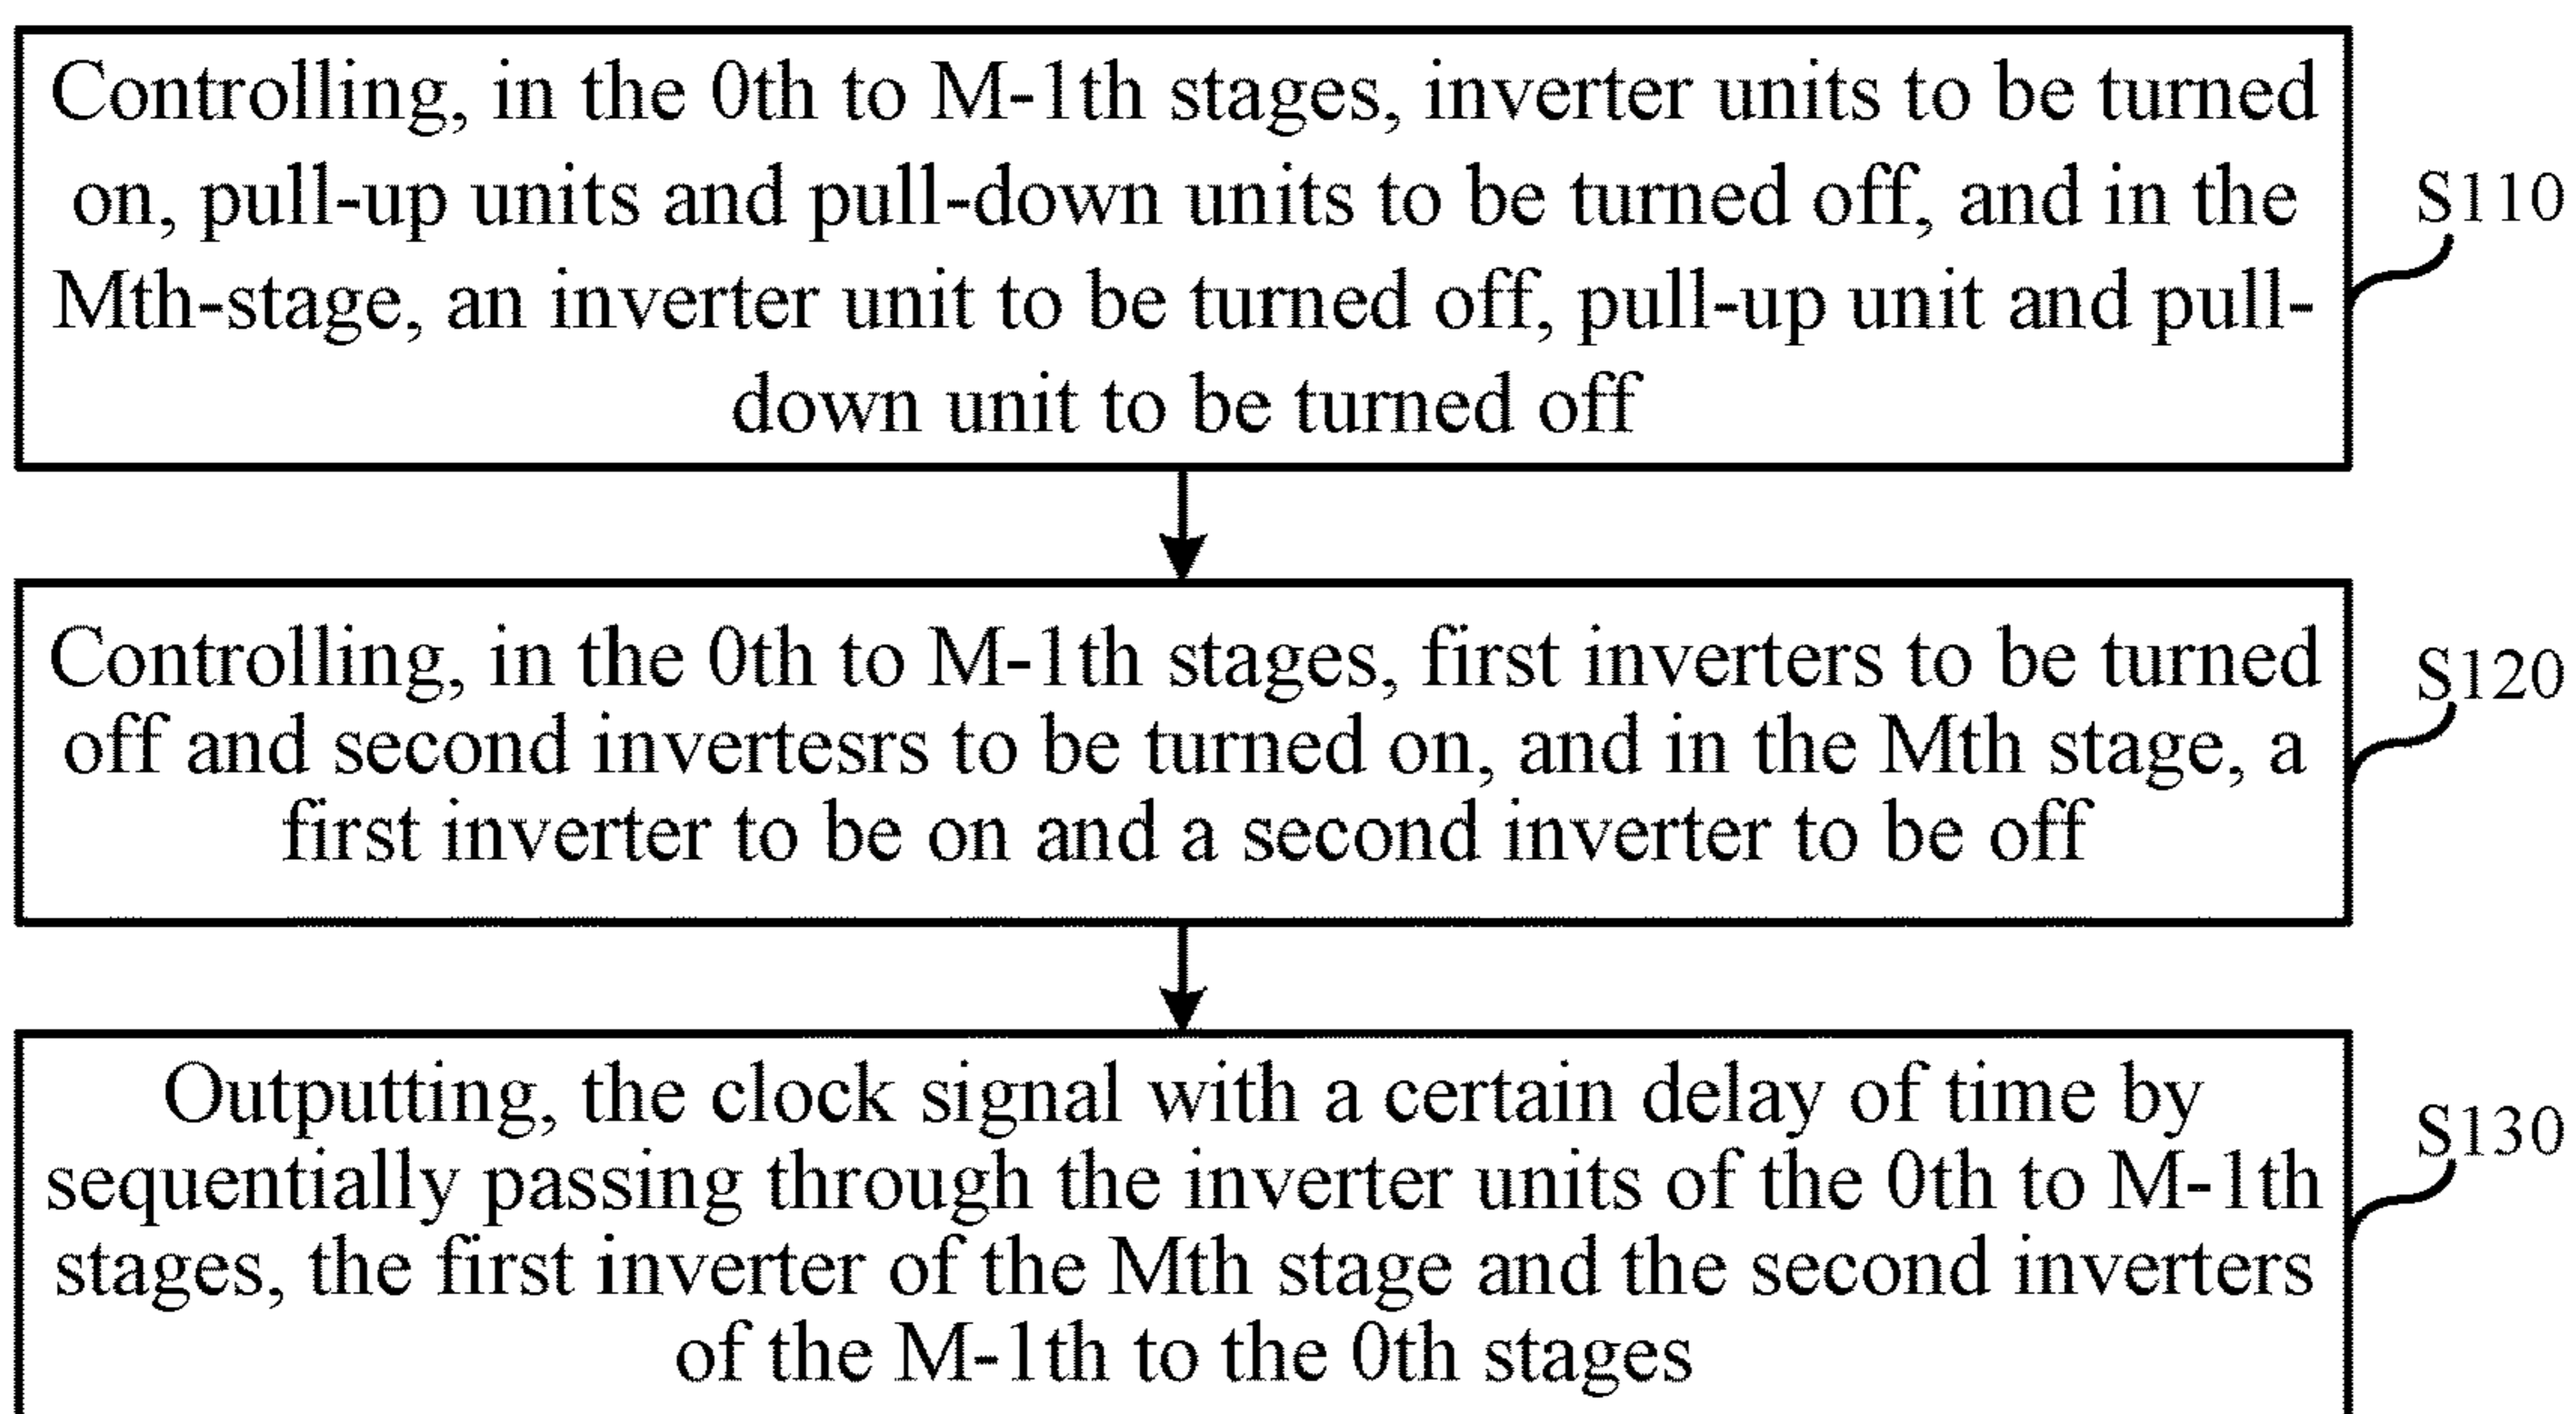 Controlling, in the 0th to M-1th stages, inverter units to be turned
on, pull-up units and pull-down units to be turned off, and in the
Mth-stage, an inverter unit to be turned off, pull-up unit and pull-
down unit to be turned off
S110
Controlling, in the 0th to M-1th stages, first inverters to be turned
off and second invertesrs to be turned on, and in the Mth stage, a
first inverter to be on and a second inverter to be off
S120
Outputting, the clock signal with a certain delay of time by
sequentially passing through the inverter units of the 0th to M-1th
stages, the first inverter of the Mth stage and the second inverters
of the M-1th to the 0th stages
S130